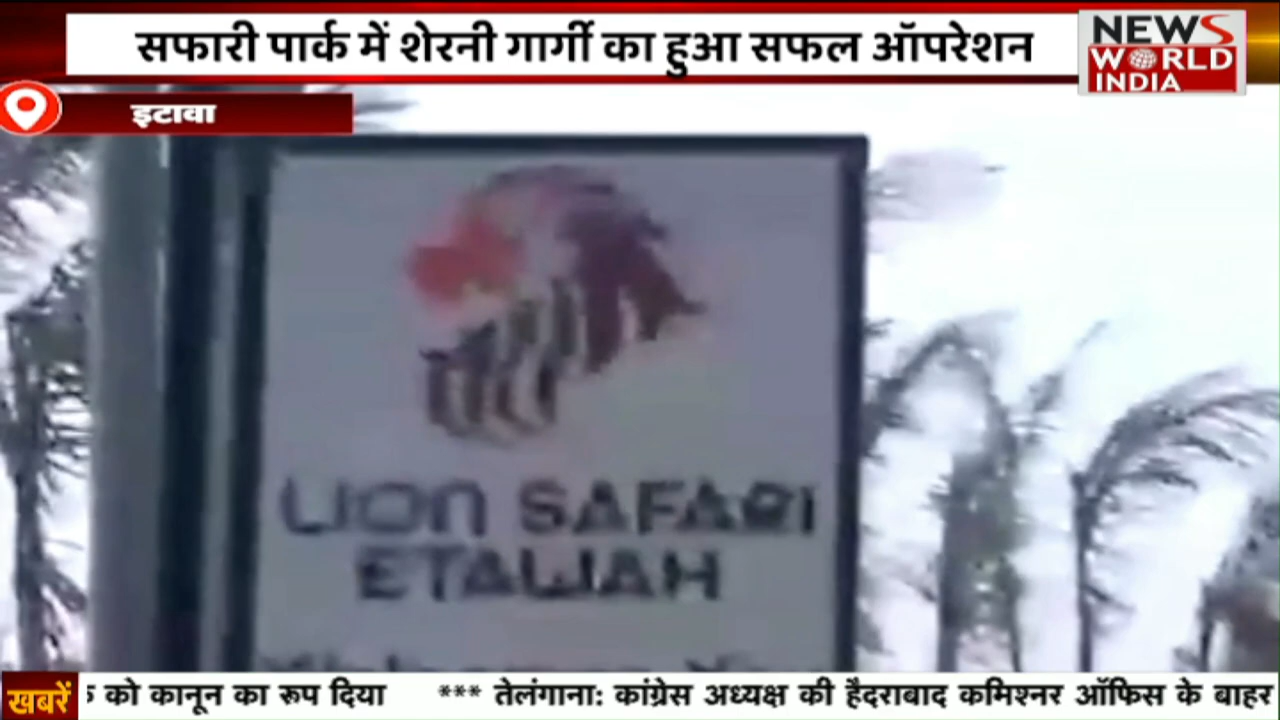 सफारी पार्क में शेरनी गार्गी का हुआ सफल ऑपरेशन
NEWS
WORLD
INDIA
इटावा
LION SAFARI
ETAWAH
खबरें
को कानून का रूप दिया *** तेलंगाना: कांग्रेस अध्यक्ष की हैदराबाद कमिश्नर ऑफिस के बाहर